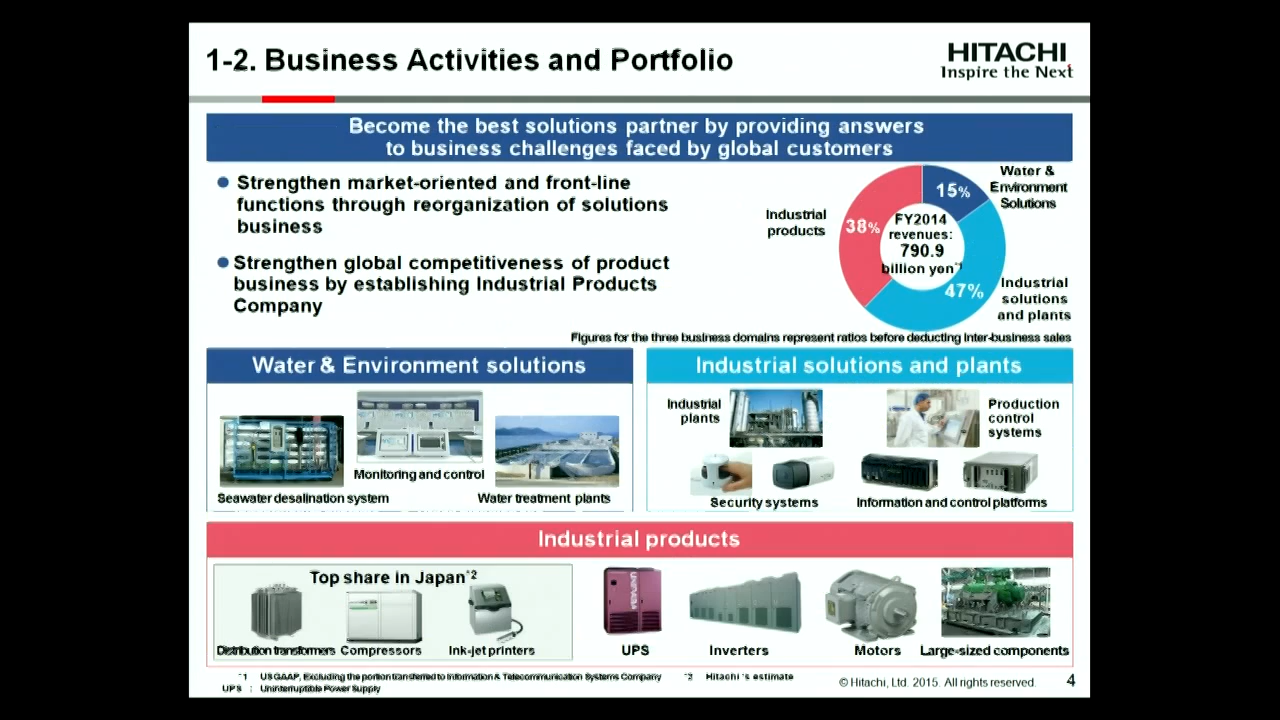 1-2. Business Activities and Portfolio
HITACHI
Inspire the Next
Become the best solutions partner by providing answers
to business challenges faced by global customers
● Strengthen market-oriented and front-line
functions through reorganization of solutions
business
● Strengthen global competitiveness of product
business by establishing Industrial Products
Company
Water &
Environment
Solutions
15%
Industrial
products
38%
FY2014
revenues:
790.9
billion yen*1
47%
Industrial
solutions
and plants
Figures for the three business domains represent ratios before deducting inter-business sales
Water & Environment solutions
Monitoring and control
Seawater desalination system
Water treatment plants
Industrial solutions and plants
Industrial
plants
Production
control
systems
Security systems
Information and control platforms
Industrial products
Top share in Japan*2
Distribution transformers
Compressors
Ink-jet printers
UPS
Inverters
Motors
Large-sized components
*1 USGAAP, Excluding the portion transferred to Information & Telecommunication Systems Company
*2 Hitachi's estimate
UPS : Uninterruptible Power Supply
© Hitachi, Ltd. 2015. All rights reserved.
4